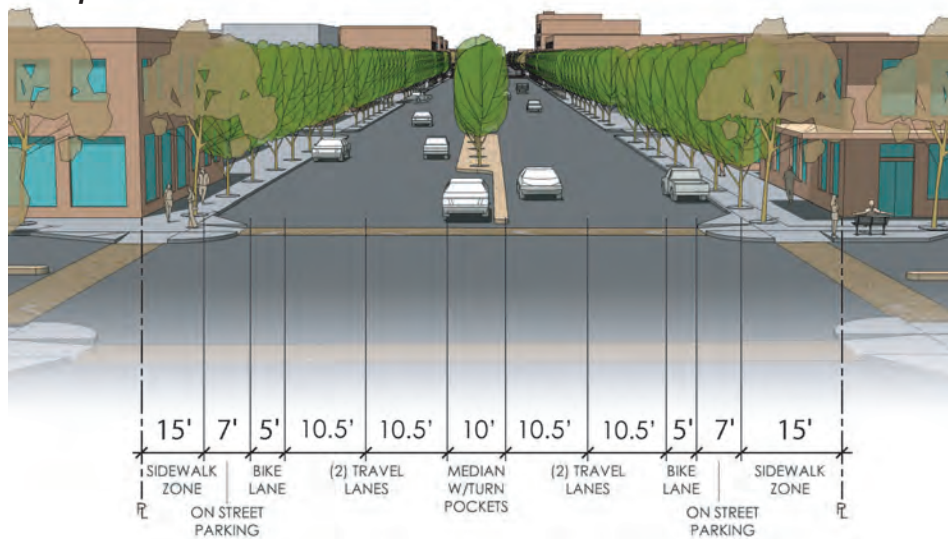 15' 7' 5' 10.5' 10.5' 10' 10.5' 10.5' 5' 7' 15'
SIDEWALK
ZONE
ON STREET
PARKING
BIKE
LANE
(2) TRAVEL
LANES
MEDIAN
W/TURN
POCKETS
(2) TRAVEL
LANES
BIKE
LANE
ON STREET
PARKING
SIDEWALK
ZONE